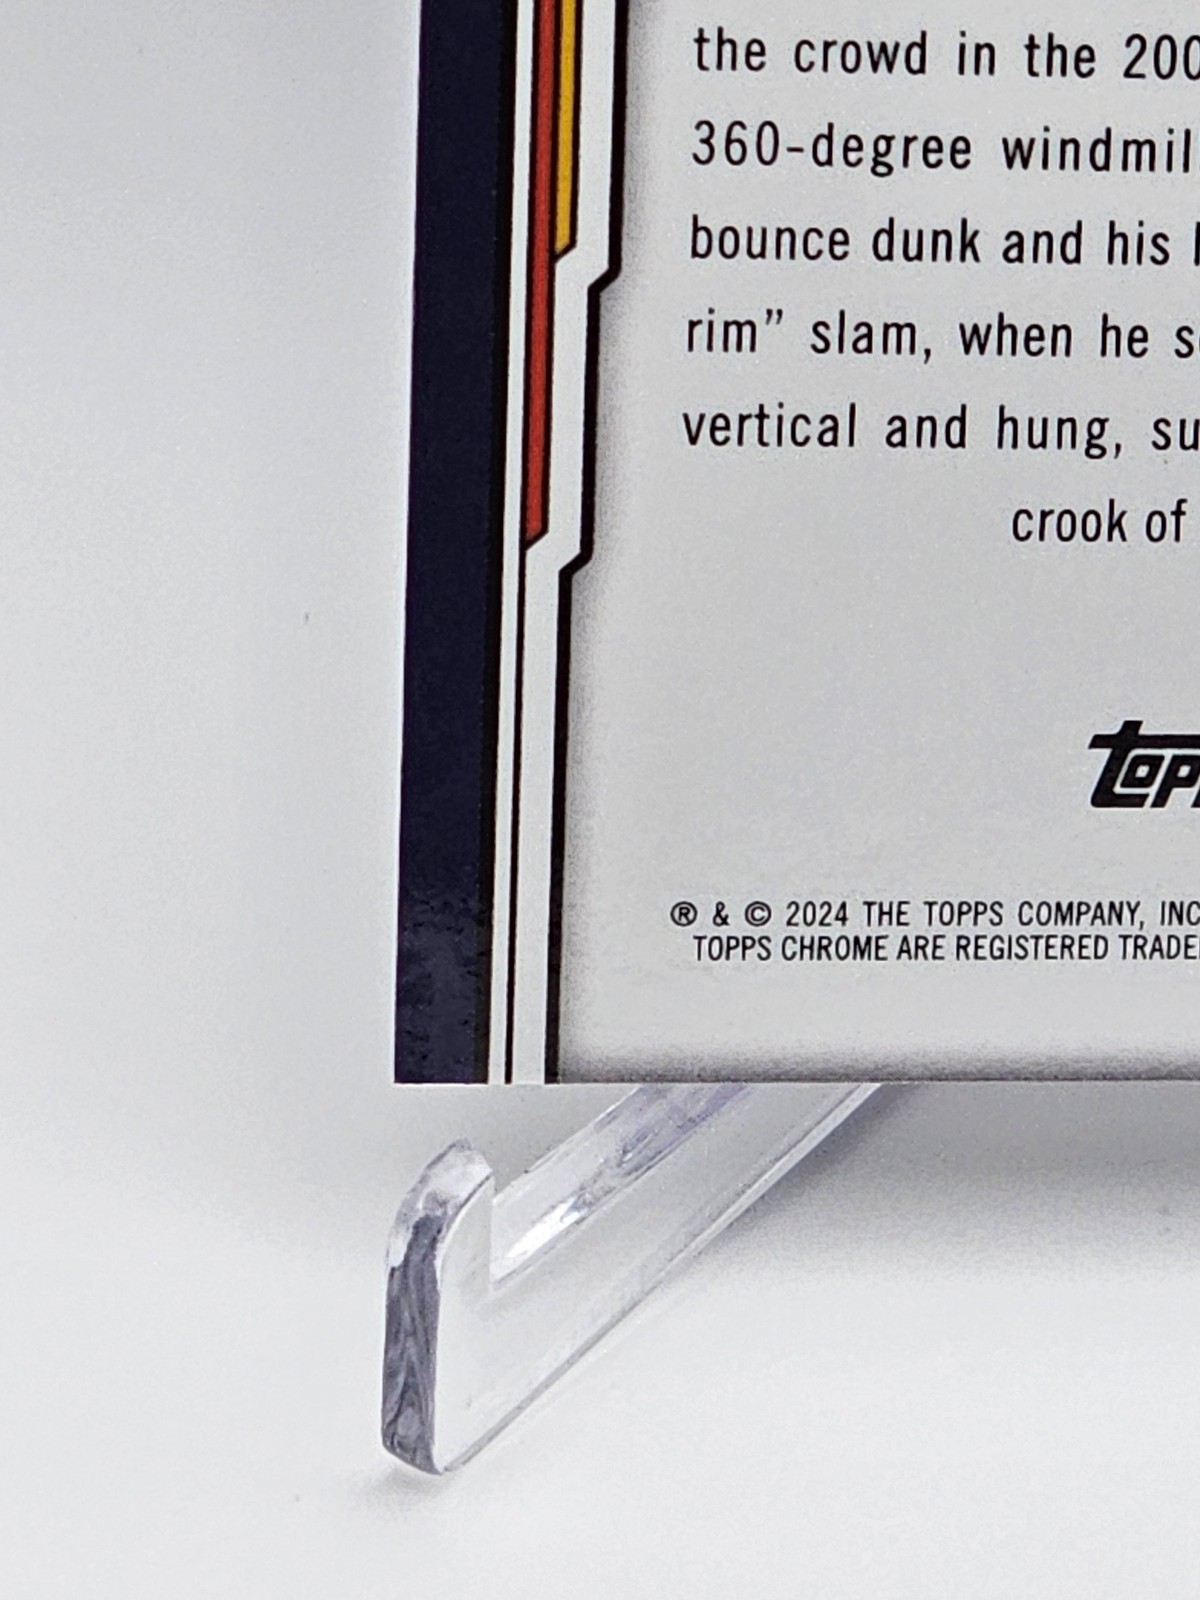 the crowd in the 200
360-degree windmil
bounce dunk and his
rim” slam, when he s
vertical and hung, su
crook of
Topp
® & © 2024 THE TOPPS COMPANY, INC
TOPPS CHROME ARE REGISTERED TRADE